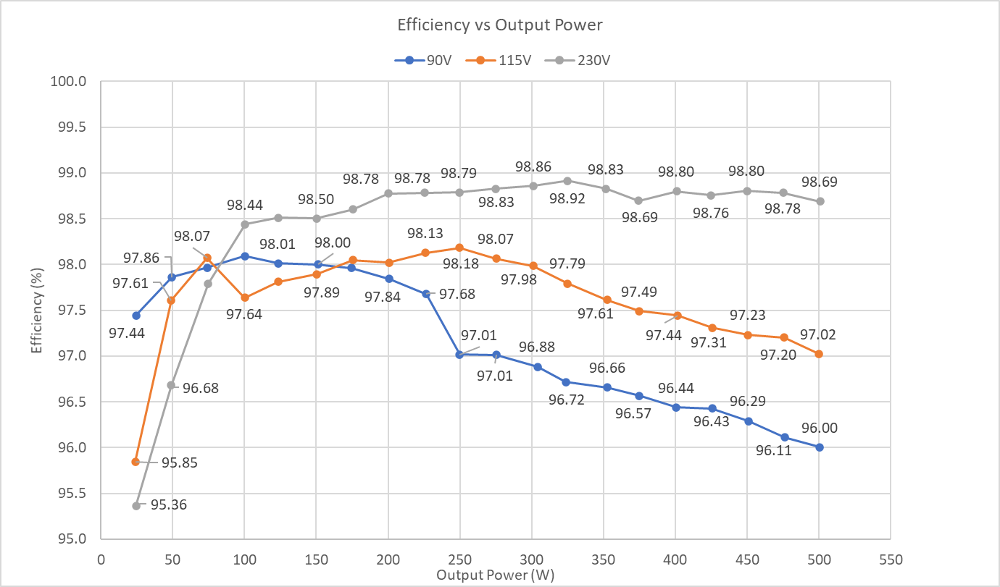 Efficiency vs Output Power
90V 115V 230V
100.0
99.5
99.0
98.5
98.0
97.5
97.0
96.5
96.0
95.5
95.0
Efficiency (%)
98.78 98.78 98.79 98.86 98.83 98.80 98.80 98.69
98.44 98.50 98.83 98.92 98.69 98.76 98.78
98.07 98.01 98.00 98.13 98.07
97.86 98.18 97.98 97.79
97.61 97.64 97.89 97.84 97.68 97.61 97.49
97.44 97.44 97.31 97.23 97.20 97.02
97.01 97.01 96.88
96.68 96.72 96.66 96.57 96.44 96.43 96.29
96.11 96.00
95.85
95.36
0 50 100 150 200 250 300 350 400 450 500 550
Output Power (W)